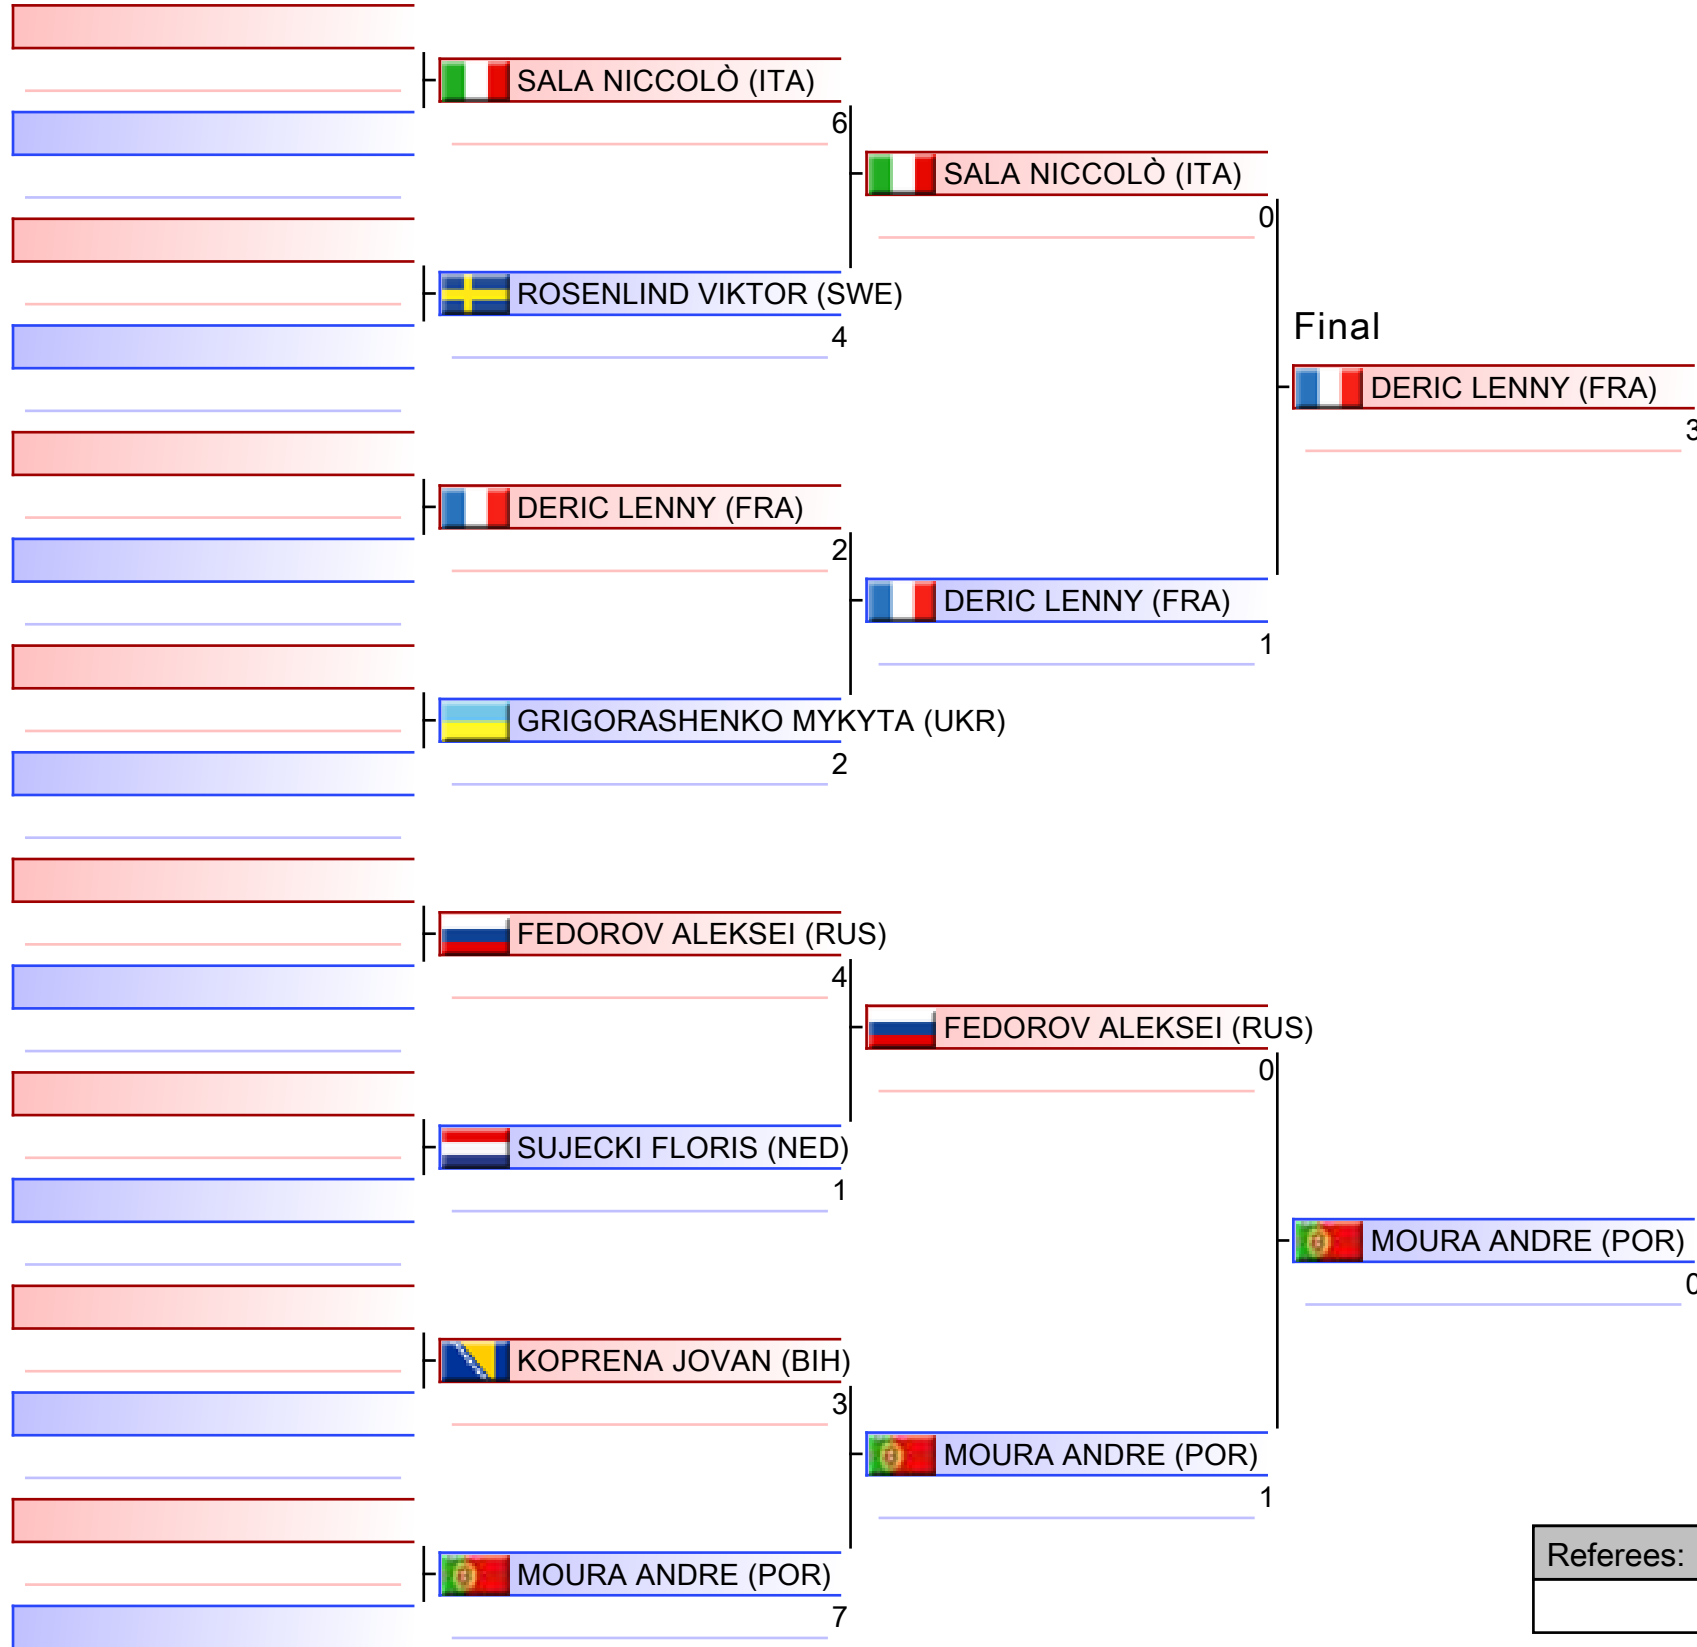 SALA NICCOLÒ (ITA)
6
SALA NICCOLÒ (ITA)
0
ROSENLIND VIKTOR (SWE)
4
Final
DERIC LENNY (FRA)
3
DERIC LENNY (FRA)
2
DERIC LENNY (FRA)
1
GRIGORASHENKO MYKYTA (UKR)
2
FEDOROV ALEKSEI (RUS)
4
FEDOROV ALEKSEI (RUS)
0
SUJECKI FLORIS (NED)
1
MOURA ANDRE (POR)
0
KOPRENA JOVAN (BIH)
3
MOURA ANDRE (POR)
1
Referees:
MOURA ANDRE (POR)
7